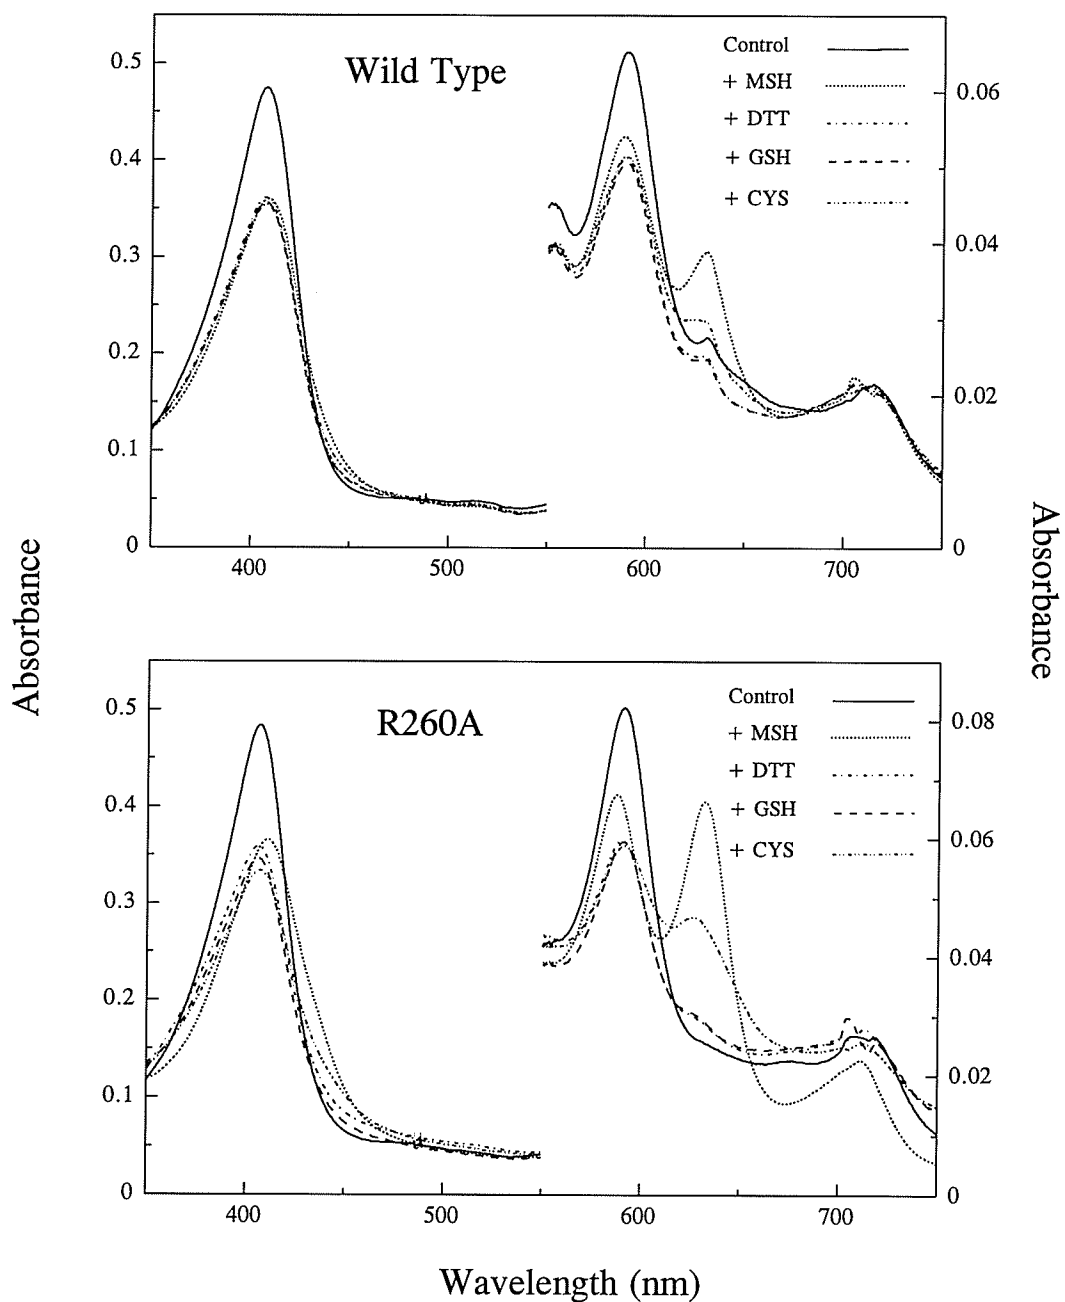 Wild Type
Control
+ MSH
+ DTT
+ GSH
+ CYS
0.5
0.4
0.3
0.2
0.1
0
0.06
0.04
0.02
0
400
500
600
700
Absorbance
Absorbance
R260A
Control
+ MSH
+ DTT
+ GSH
+ CYS
0.5
0.4
0.3
0.2
0.1
0
0.08
0.06
0.04
0.02
0
400
500
600
700
Wavelength (nm)